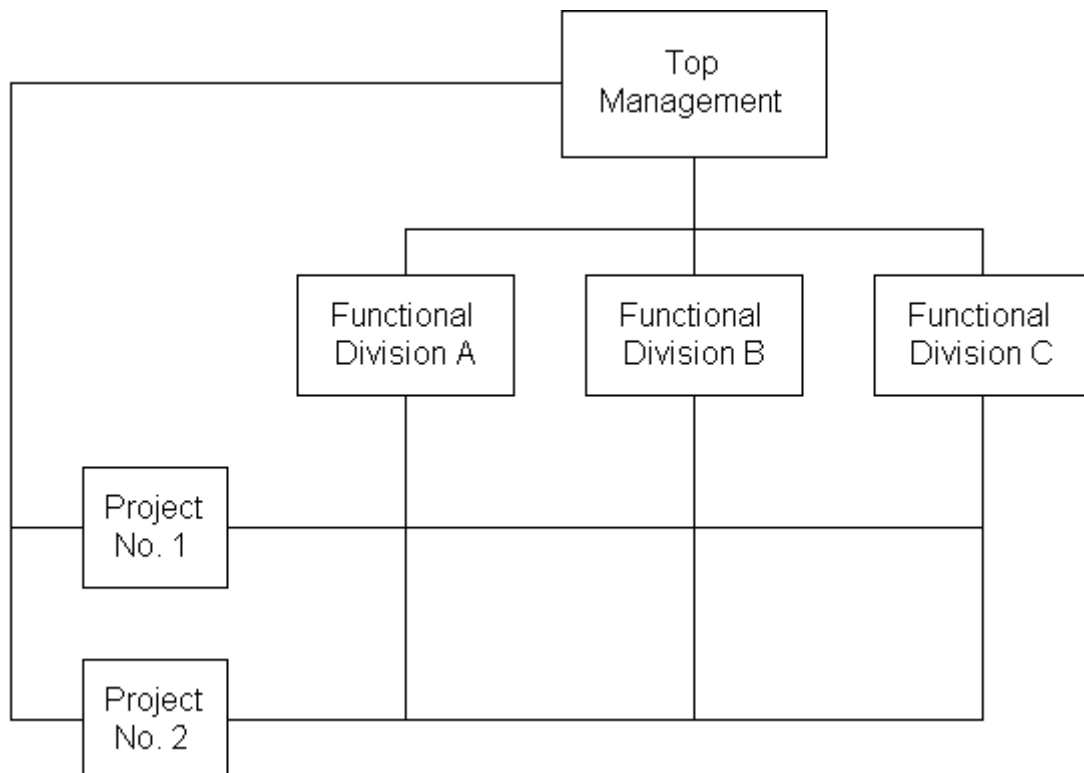 Top
Management
Functional
Division A
Functional
Division B
Functional
Division C
Project
No. 1
Project
No. 2